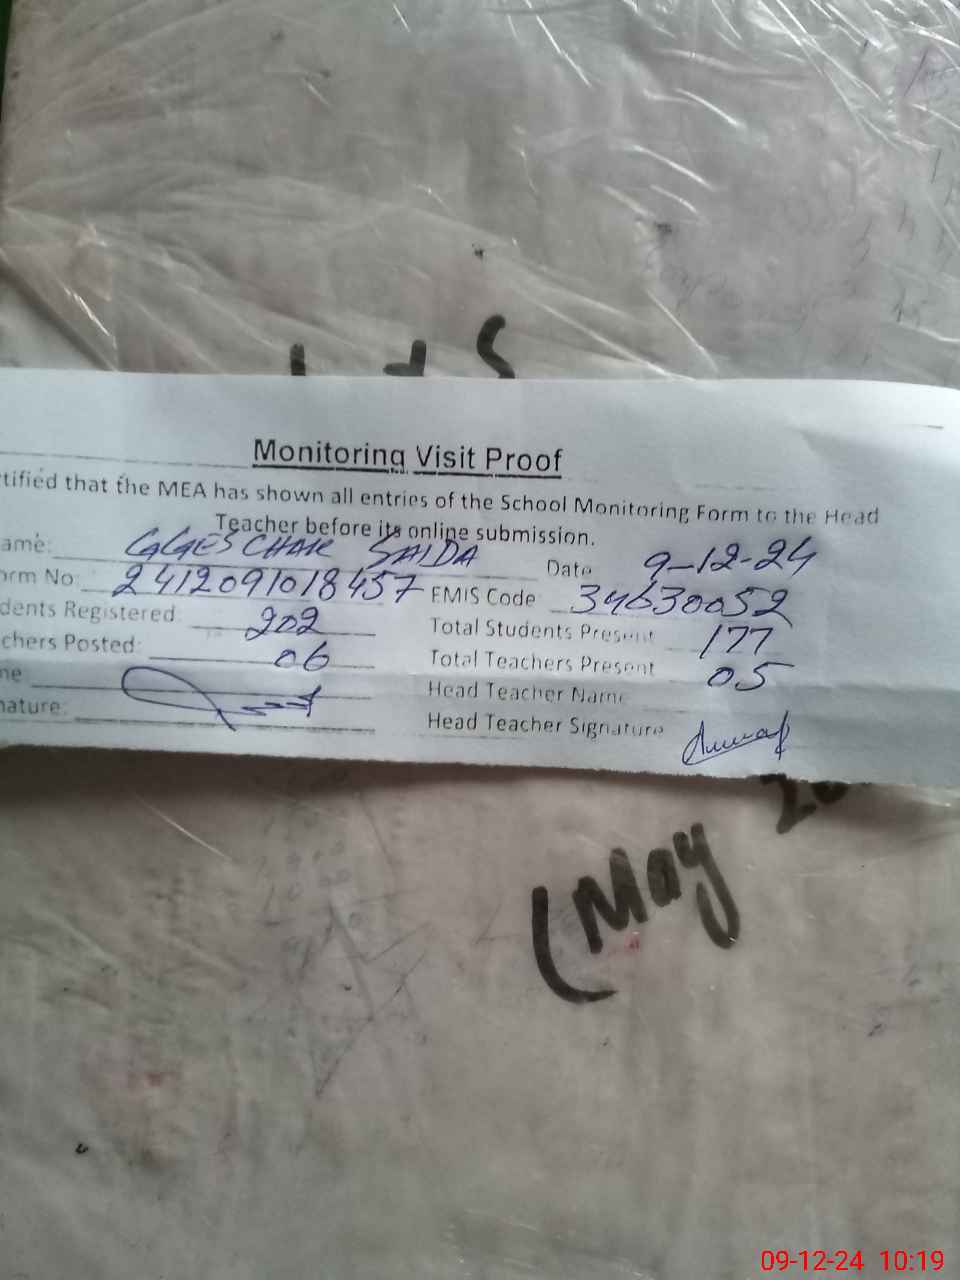 Monitoring Visit Proof
tified that the MEA has shown all entries of the School Monitoring Form to the Head
Teacher before its online submission.
ame: GGES CHAK SAIDA Date 9-12-24
orm No: 2412091018457 EMIS Code 34630052
dents Registered: 202 Total Students Present 177
chers Posted: 06 Total Teachers Present 05
me Head Teacher Name
nature: Head Teacher Signature
(May
09-12-24 10:19